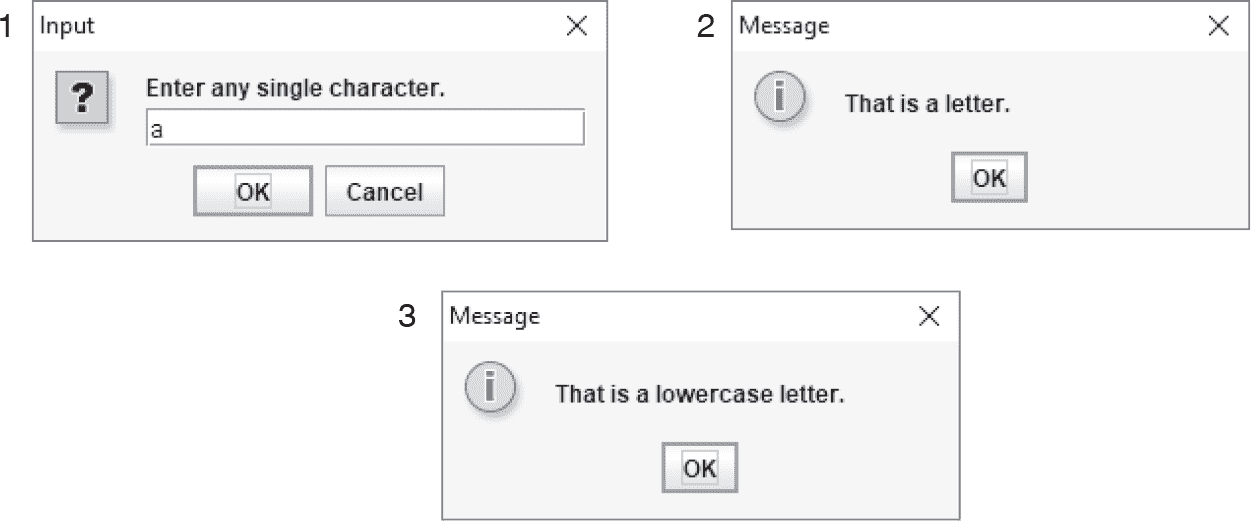 1
Input
?
Enter any single character.
a
OK Cancel
2
Message
i
That is a letter.
OK
3
Message
i
That is a lowercase letter.
OK